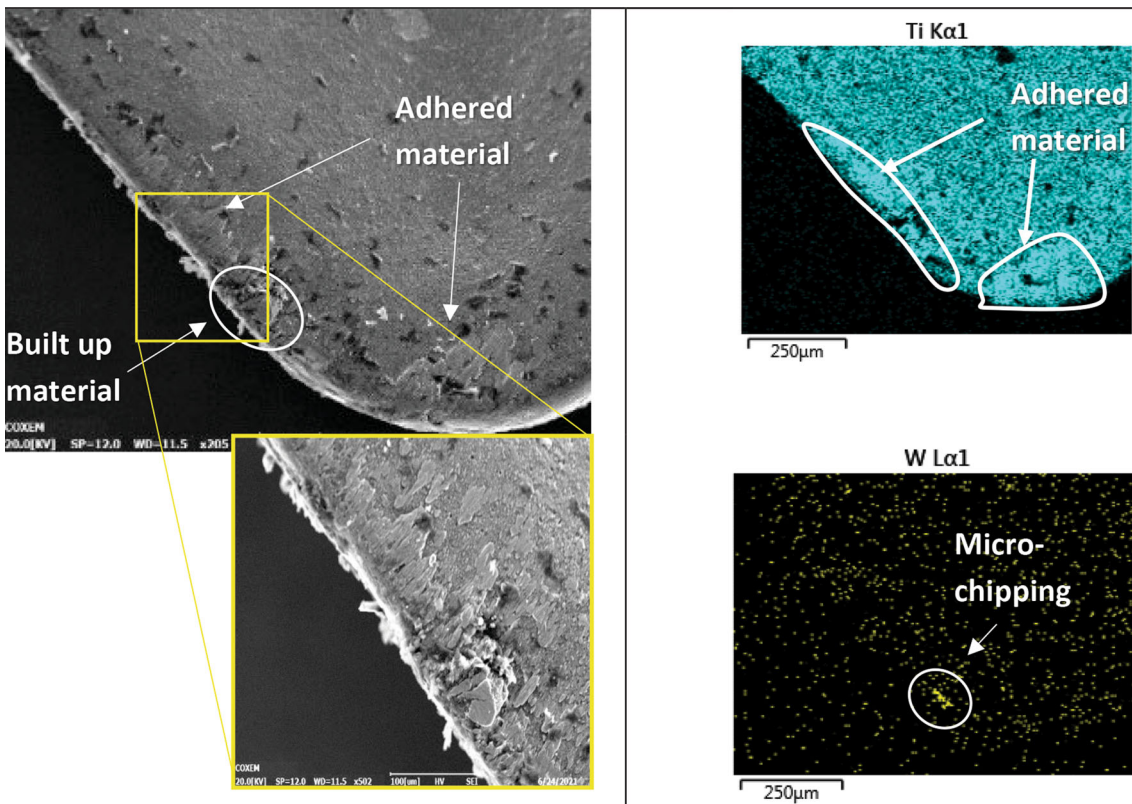 Adhered
material
Built up
material
COXEM
20.0[KV] SP=12.0 WD=11.5 x205
COXEM
20.0[KV] SP=12.0 WD=11.5 x502 100[um] HV SEI 6/24/2021
Ti Kα1
Adhered
material
250μm
W Lα1
Micro-
chipping
250μm